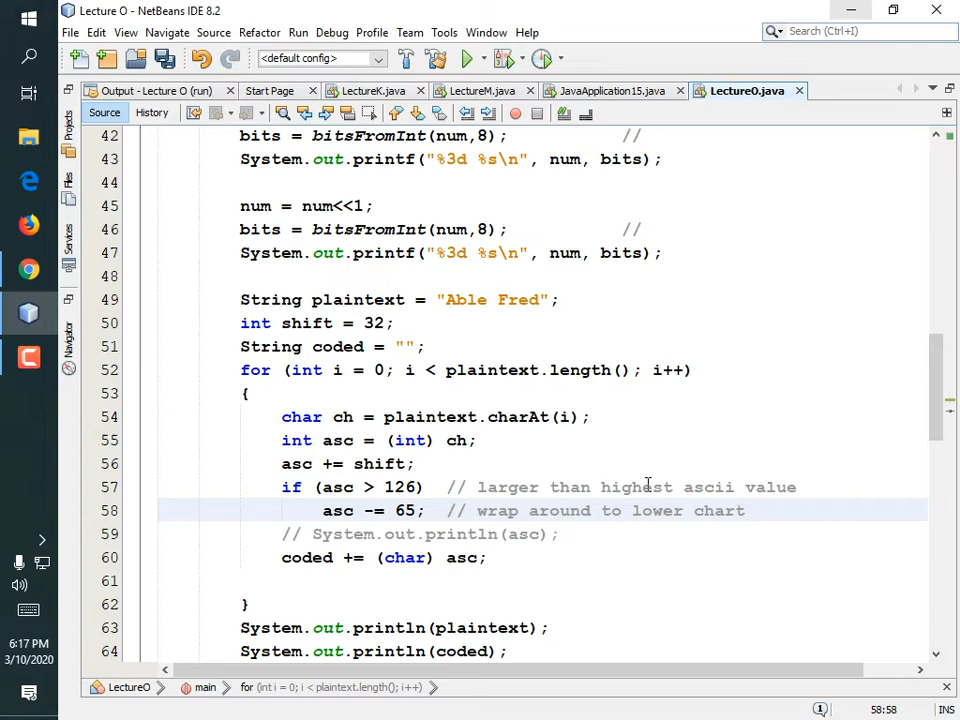 Lecture O - NetBeans IDE 8.2
File Edit View Navigate Source Refactor Run Debug Profile Team Tools Window Help
Search (Ctrl+I)
<default config>
Output - Lecture O (run) Start Page LectureK.java LectureM.java JavaApplication15.java LectureO.java
Source History
Projects
Files
Services
Navigator
42 bits = bitsFromInt(num,8); //
43 System.out.printf("%3d %s\n", num, bits);
44
45 num = num<<1;
46 bits = bitsFromInt(num,8); //
47 System.out.printf("%3d %s\n", num, bits);
48
49 String plaintext = "Able Fred";
50 int shift = 32;
51 String coded = "";
52 for (int i = 0; i < plaintext.length(); i++)
53 {
54 char ch = plaintext.charAt(i);
55 int asc = (int) ch;
56 asc += shift;
57 if (asc > 126) // larger than highest ascii value
58 asc -= 65; // wrap around to lower chart
59 // System.out.println(asc);
60 coded += (char) asc;
61
62 }
63 System.out.println(plaintext);
64 System.out.println(coded);
LectureO main for (int i = 0; i < plaintext.length(); i++)
6:17 PM
3/10/2020
1 58:58 INS